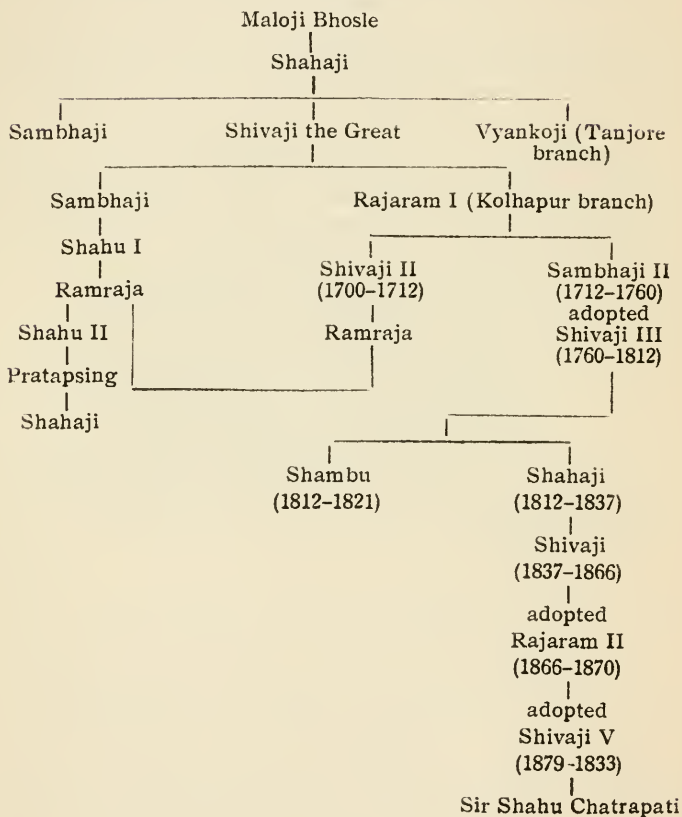 Maloji Bhosle
Shahaji
Sambhaji Shivaji the Great Vyankoji (Tanjore
branch)
Sambhaji Rajaram I (Kolhapur branch)
Shahu I
Shivaji II Sambhaji II
Ramraja (1700–1712) (1712–1760)
adopted
Shahu II Ramraja Shivaji III
(1760–1812)
Pratapsing
Shahaji
Shambu Shahaji
(1812–1821) (1812–1837)
Shivaji
(1837–1866)
adopted
Rajaram II
(1866–1870)
adopted
Shivaji V
(1879-1833)
Sir Shahu Chatrapati